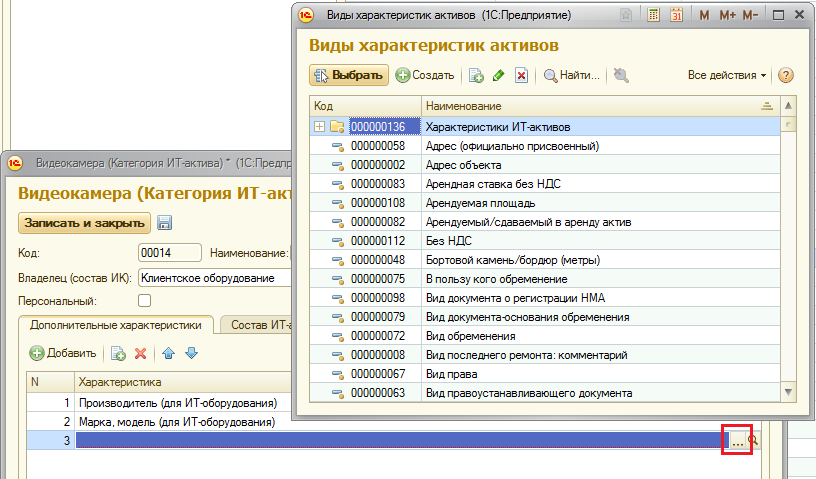 Виды характеристик активов (1С:Предприятие)
M M+ M-
Виды характеристик активов
Выбрать Создать Найти... Все действия
Код Наименование
000000136 Характеристики ИТ-активов
000000058 Адрес (официально присвоенный)
000000002 Адрес объекта
000000083 Арендная ставка без НДС
000000108 Арендуемая площадь
000000082 Арендуемый/сдаваемый в аренду актив
000000112 Без НДС
000000048 Бортовой камень/бордюр (метры)
000000075 В пользу кого обременение
000000098 Вид документа о регистрации НМА
000000079 Вид документа-основания обременения
000000072 Вид обременения
000000008 Вид последнего ремонта: комментарий
000000067 Вид права
000000063 Вид правоустанавливающего документа
Видеокамера (Категория ИТ-актива) * (1С:Предпр
Видеокамера (Категория ИТ-акт
Записать и закрыть
Код: 00014 Наименование:
Владелец (состав ИК): Клиентское оборудование
Персональный:
Дополнительные характеристики Состав ИТ-а
Добавить
N Характеристика
1 Производитель (для ИТ-оборудования)
2 Марка, модель (для ИТ-оборудования)
3 ...